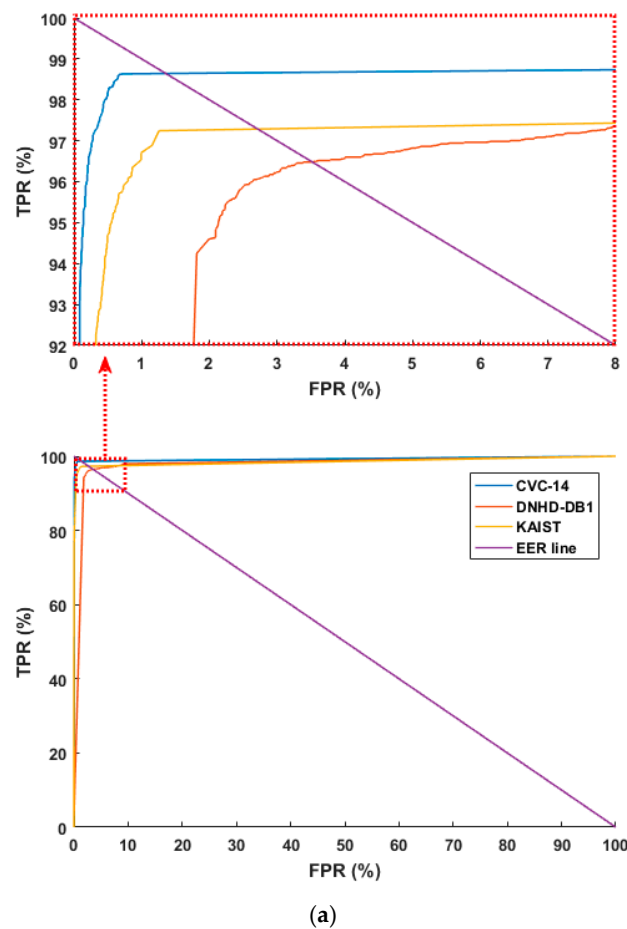 100
99
98
97
96
95
94
93
92
TPR (%)
0 1 2 3 4 5 6 7 8
FPR (%)
100
80
60
40
20
0
TPR (%)
CVC-14
DNHD-DB1
KAIST
EER line
0 10 20 30 40 50 60 70 80 90 100
FPR (%)
(a)